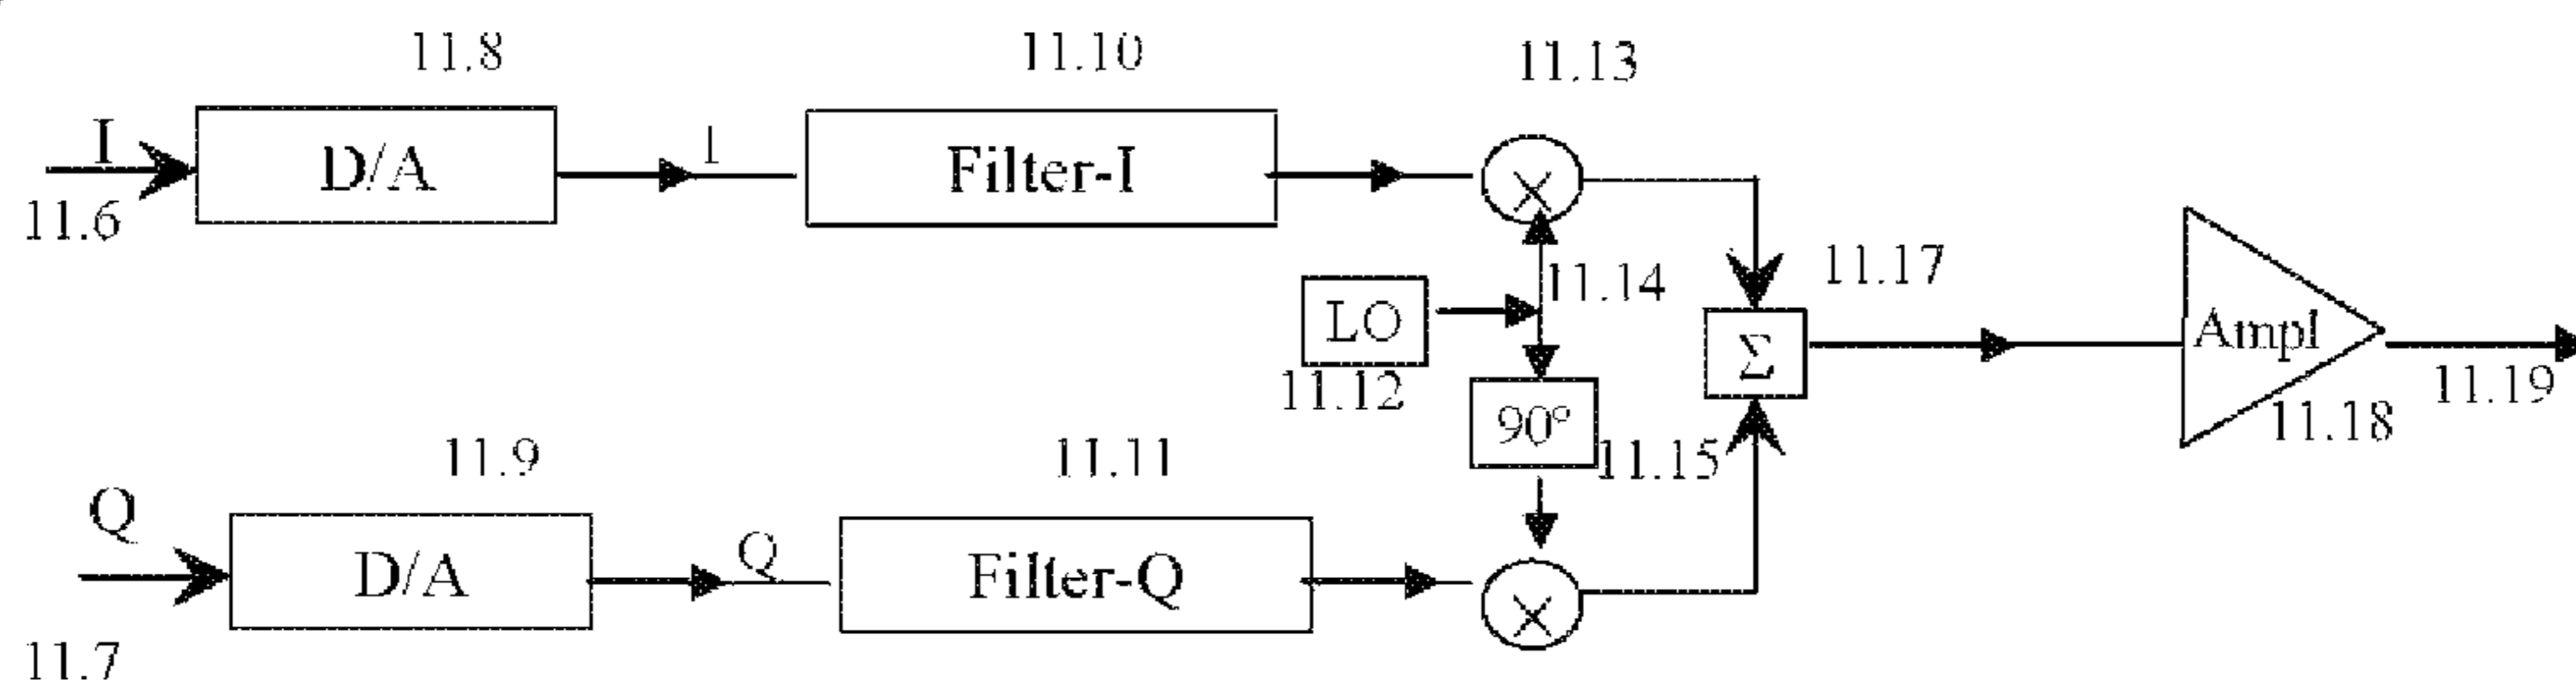 11.8
11.10
11.13
I
D/A
I
Filter-I
×
11.6
11.14
11.17
LO
Σ
Ampl
11.12
11.19
90°
11.18
11.9
11.11
11.15
Q
D/A
Q
Filter-Q
×
11.7